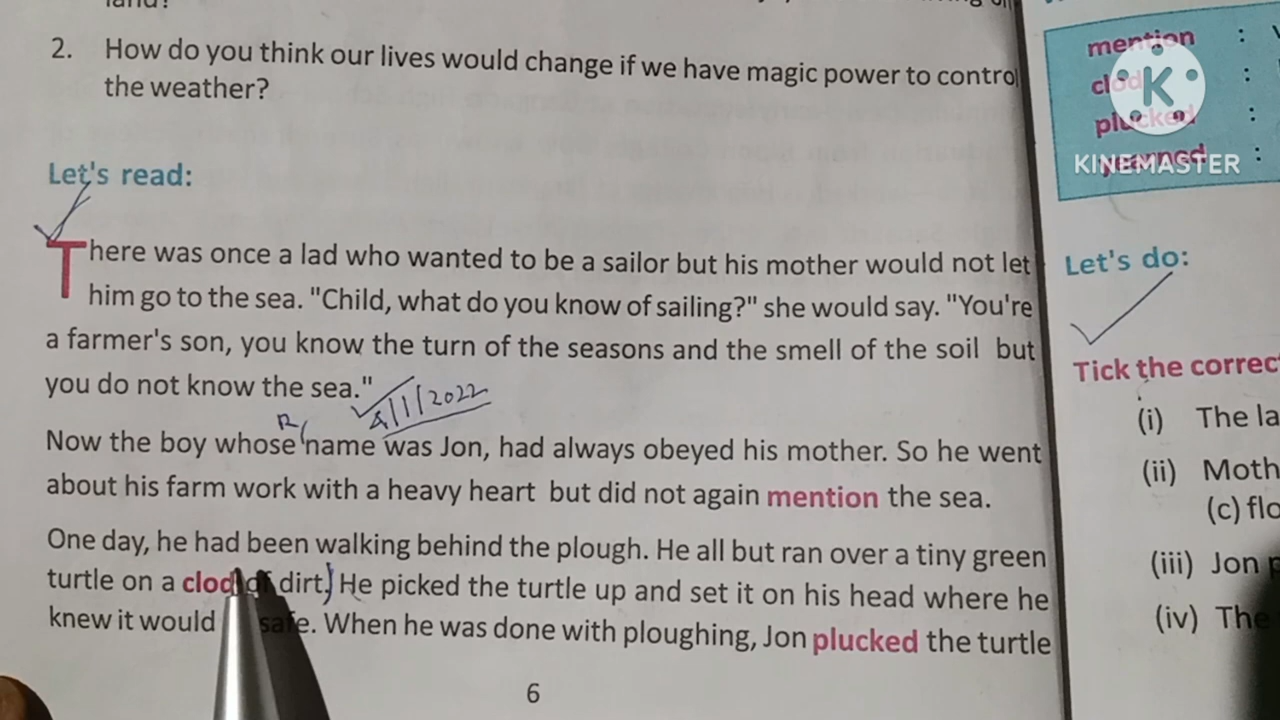 2. How do you think our lives would change if we have magic power to contro
the weather?
Let's read:
There was once a lad who wanted to be a sailor but his mother would not let
him go to the sea. "Child, what do you know of sailing?" she would say. "You're
a farmer's son, you know the turn of the seasons and the smell of the soil but
you do not know the sea."
4/1/2022
R
Now the boy whose name was Jon, had always obeyed his mother. So he went
about his farm work with a heavy heart but did not again mention the sea.
One day, he had been walking behind the plough. He all but ran over a tiny green
turtle on a clod of dirt. He picked the turtle up and set it on his head where he
knew it would safe. When he was done with ploughing, Jon plucked the turtle
6
mention :
clod :
plucked :
:
K
KINEMASTER
Let's do:
Tick the correc
(i) The la
(ii) Moth
(c) flo
(iii) Jon
(iv) The